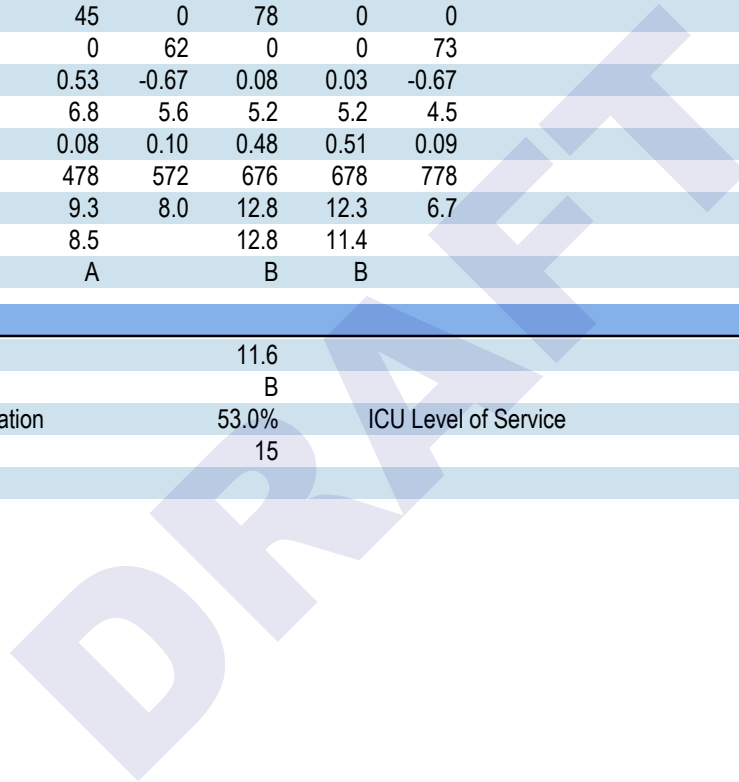 45 0 78 0 0
0 62 0 0 73
0.53 -0.67 0.08 0.03 -0.67
6.8 5.6 5.2 5.2 4.5
0.08 0.10 0.48 0.51 0.09
478 572 676 678 778
9.3 8.0 12.8 12.3 6.7
8.5 12.8 11.4
A B B
11.6
B
ation 53.0% ICU Level of Service
15
DRAFT